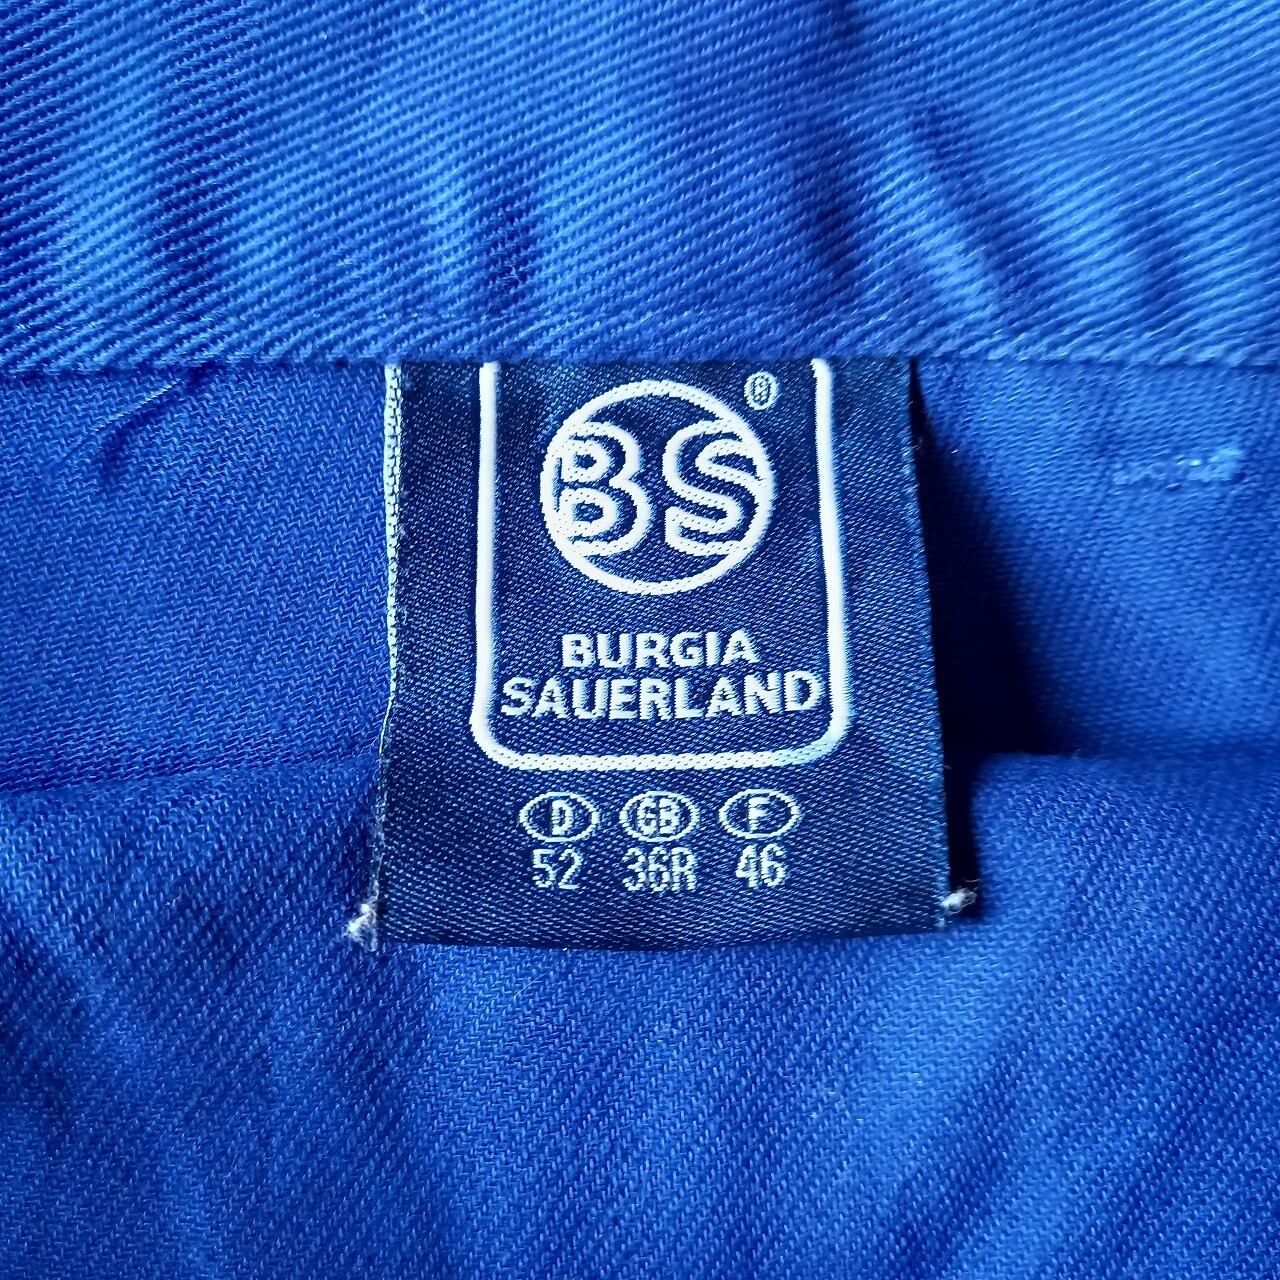 BS ®
BURGIA
SAUERLAND
D GB F
52 36R 46